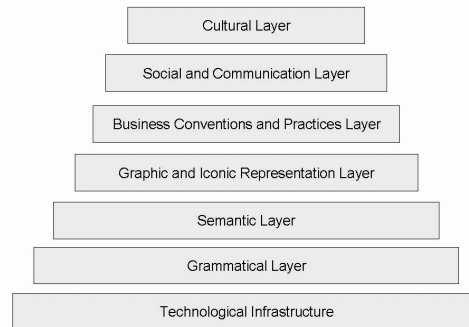 Cultural Layer
Social and Communication Layer
Business Conventions and Practices Layer
Graphic and Iconic Representation Layer
Semantic Layer
Grammatical Layer
Technological Infrastructure